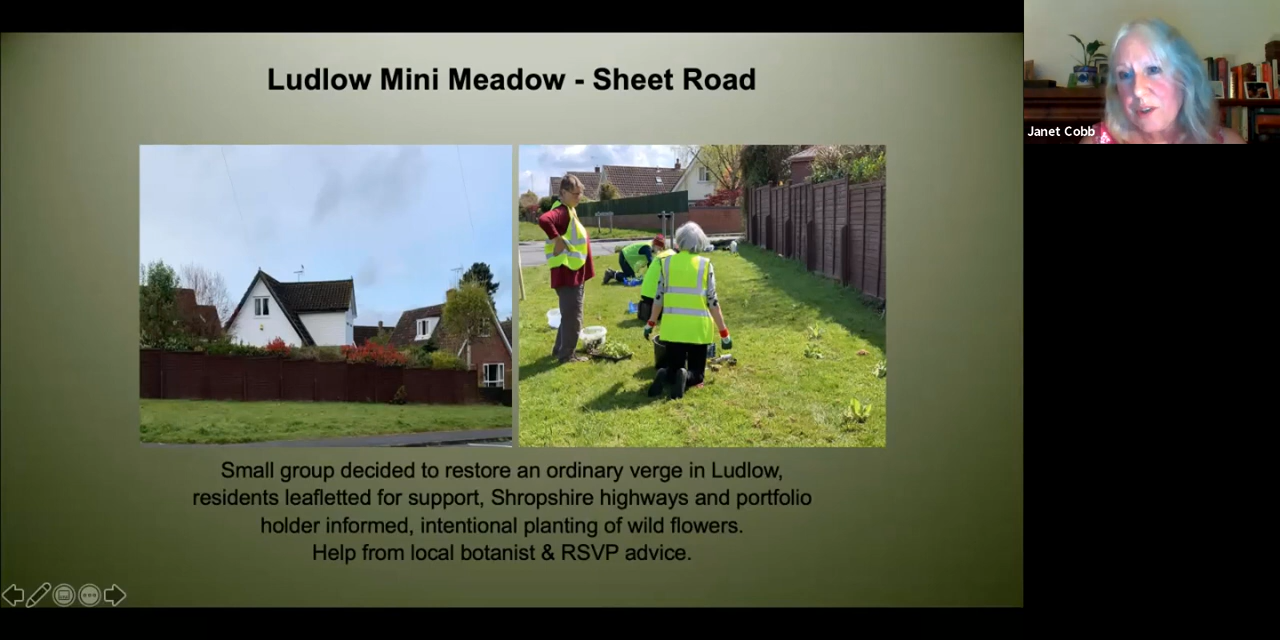 Ludlow Mini Meadow - Sheet Road
Janet Cobb
Small group decided to restore an ordinary verge in Ludlow,
residents leafletted for support, Shropshire highways and portfolio
holder informed, intentional planting of wild flowers.
Help from local botanist & RSVP advice.